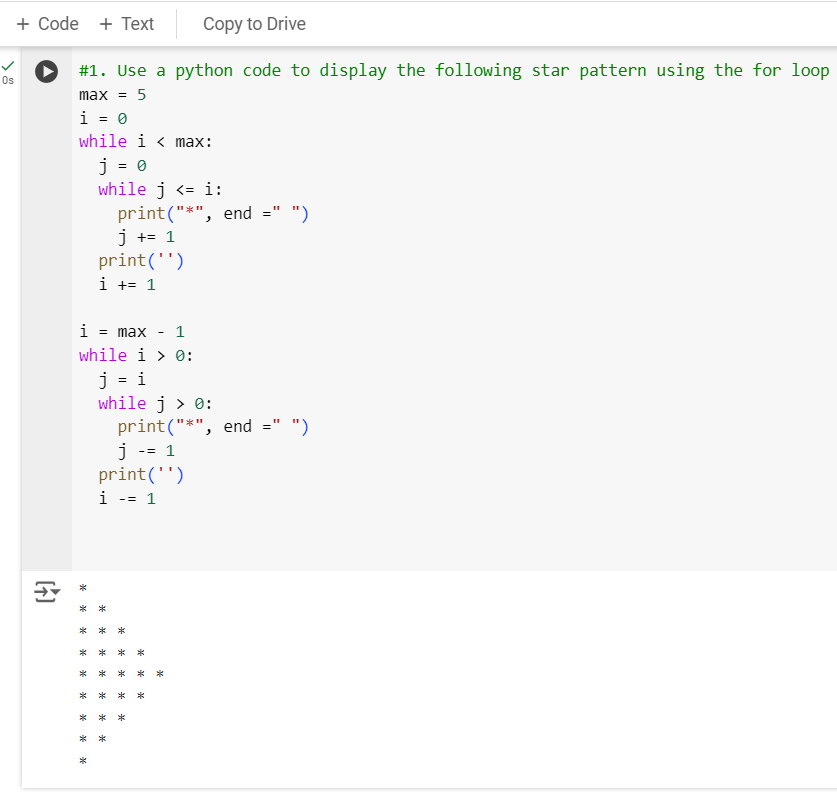 + Code + Text Copy to Drive
0s
#1. Use a python code to display the following star pattern using the for loop
max = 5
i = 0
while i < max:
  j = 0
  while j <= i:
    print("*", end =" ")
    j += 1
  print('')
  i += 1

i = max - 1
while i > 0:
  j = i
  while j > 0:
    print("*", end =" ")
    j -= 1
  print('')
  i -= 1

*
* *
* * *
* * * *
* * * * *
* * * *
* * *
* *
*